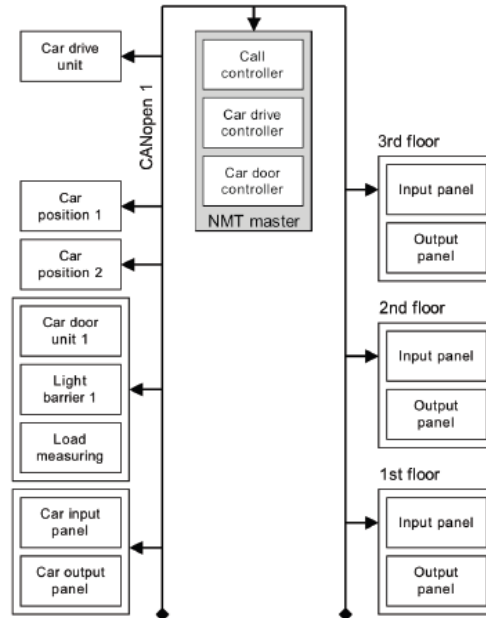 Car drive
unit
CANopen 1
Call
controller
Car drive
controller
Car door
controller
NMT master
Car
position 1
Car
position 2
Car door
unit 1
Light
barrier 1
Load
measuring
Car input
panel
Car output
panel
3rd floor
Input panel
Output
panel
2nd floor
Input panel
Output
panel
1st floor
Input panel
Output
panel